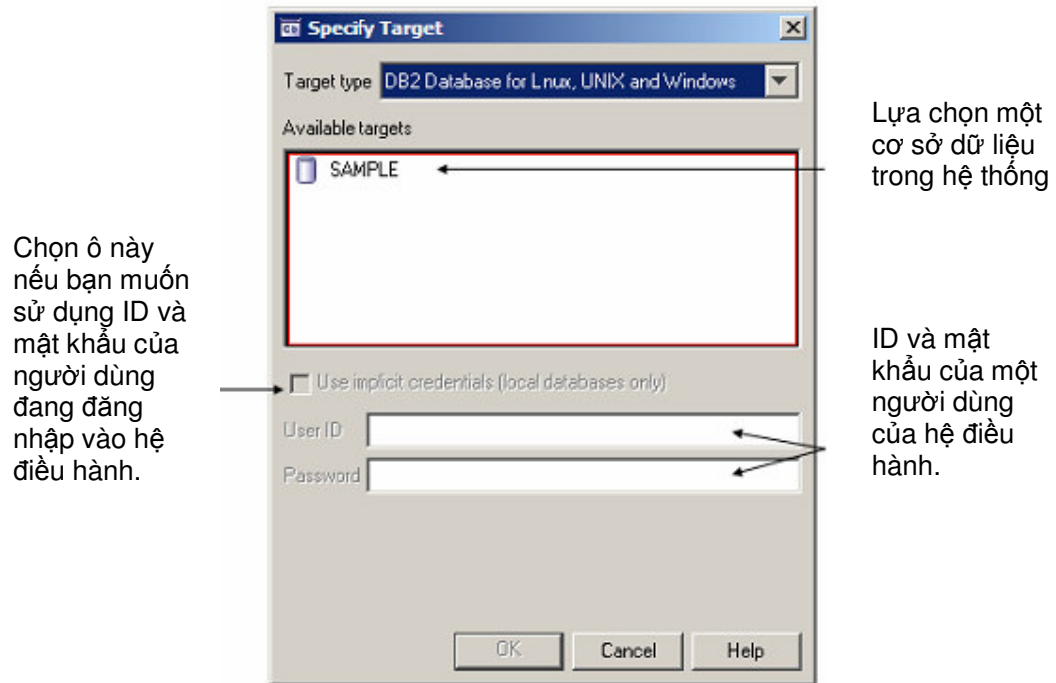 Specify Target
Target type DB2 Database for Lnux, UNIX and Windows
Available targets
SAMPLE
Lựa chọn một
cơ sở dữ liệu
trong hệ thống
Chọn ô này
nếu bạn muốn
sử dụng ID và
mật khẩu của
người dùng
đang đăng
nhập vào hệ
điều hành.
Use implicit credentials (local databases only)
User ID
Password
ID và mật
khẩu của một
người dùng
của hệ điều
hành.
OK Cancel Help